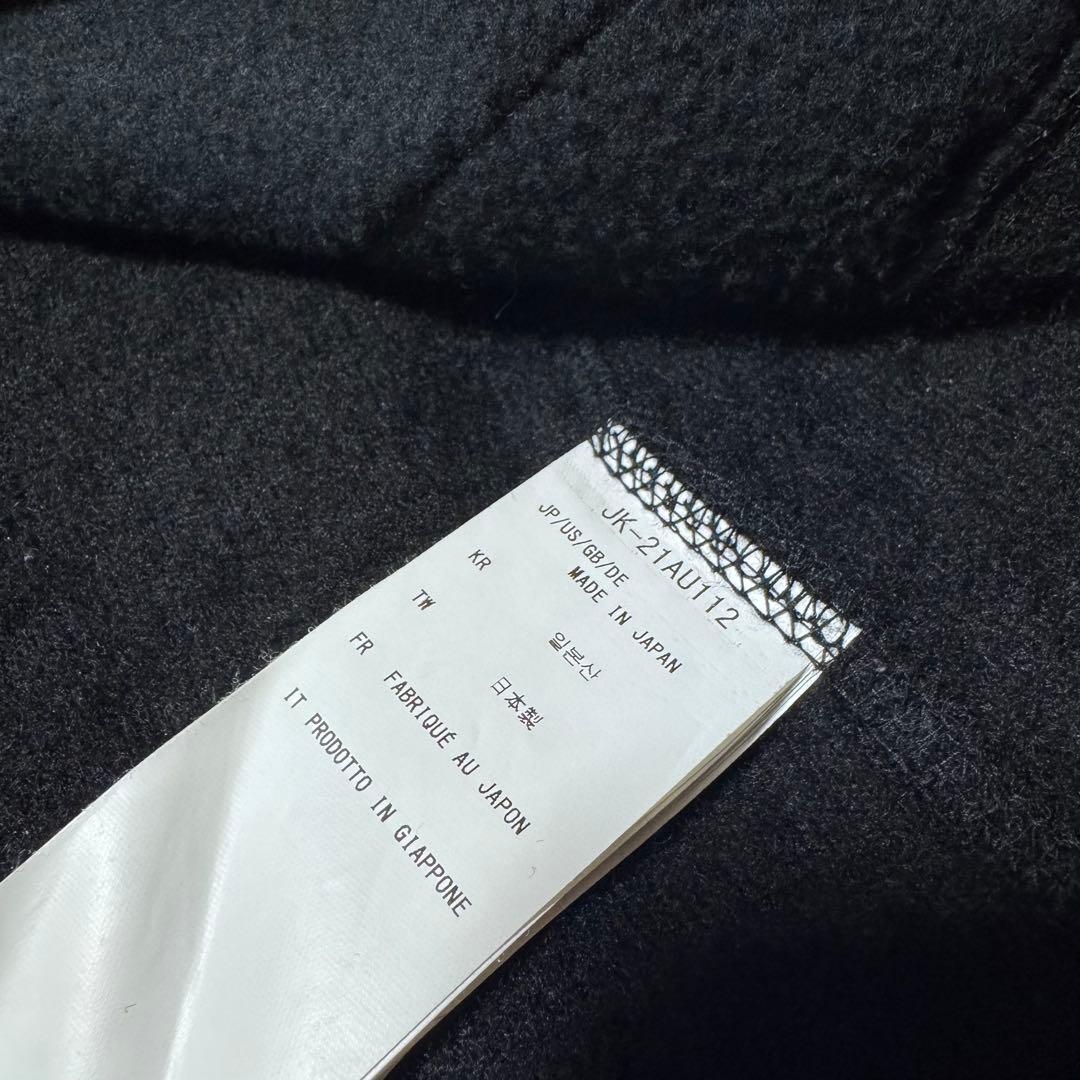 JK-21AU112
JP/US/GB/DE MADE IN JAPAN
KR 일본산
TW 日本製
FR FABRIQUÉ AU JAPON
IT PRODOTTO IN GIAPPONE